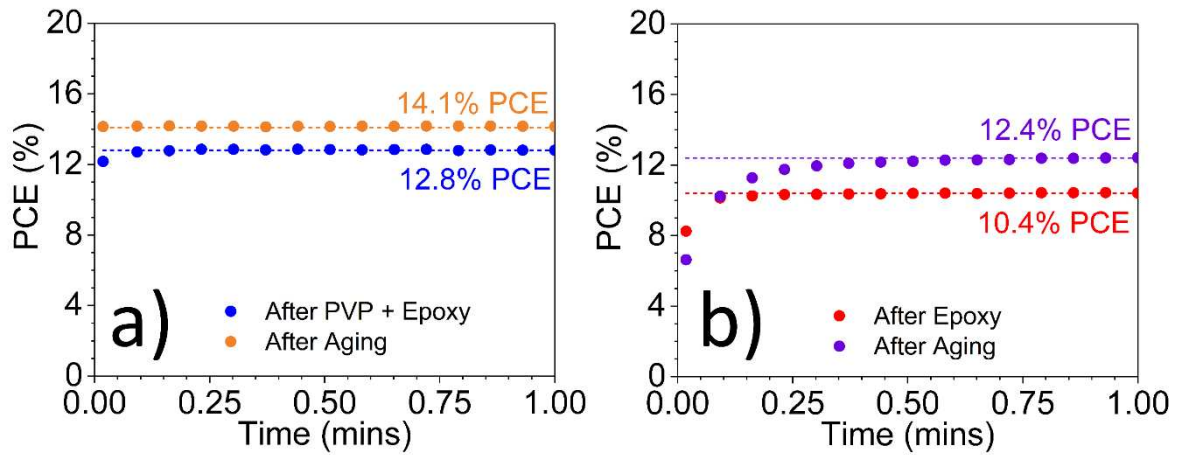 20
16
12
8
4
0
PCE (%)
14.1% PCE
12.8% PCE
a)
After PVP + Epoxy
After Aging
0.00 0.25 0.50 0.75 1.00
Time (mins)
20
16
12
8
4
0
PCE (%)
12.4% PCE
10.4% PCE
b)
After Epoxy
After Aging
0.00 0.25 0.50 0.75 1.00
Time (mins)